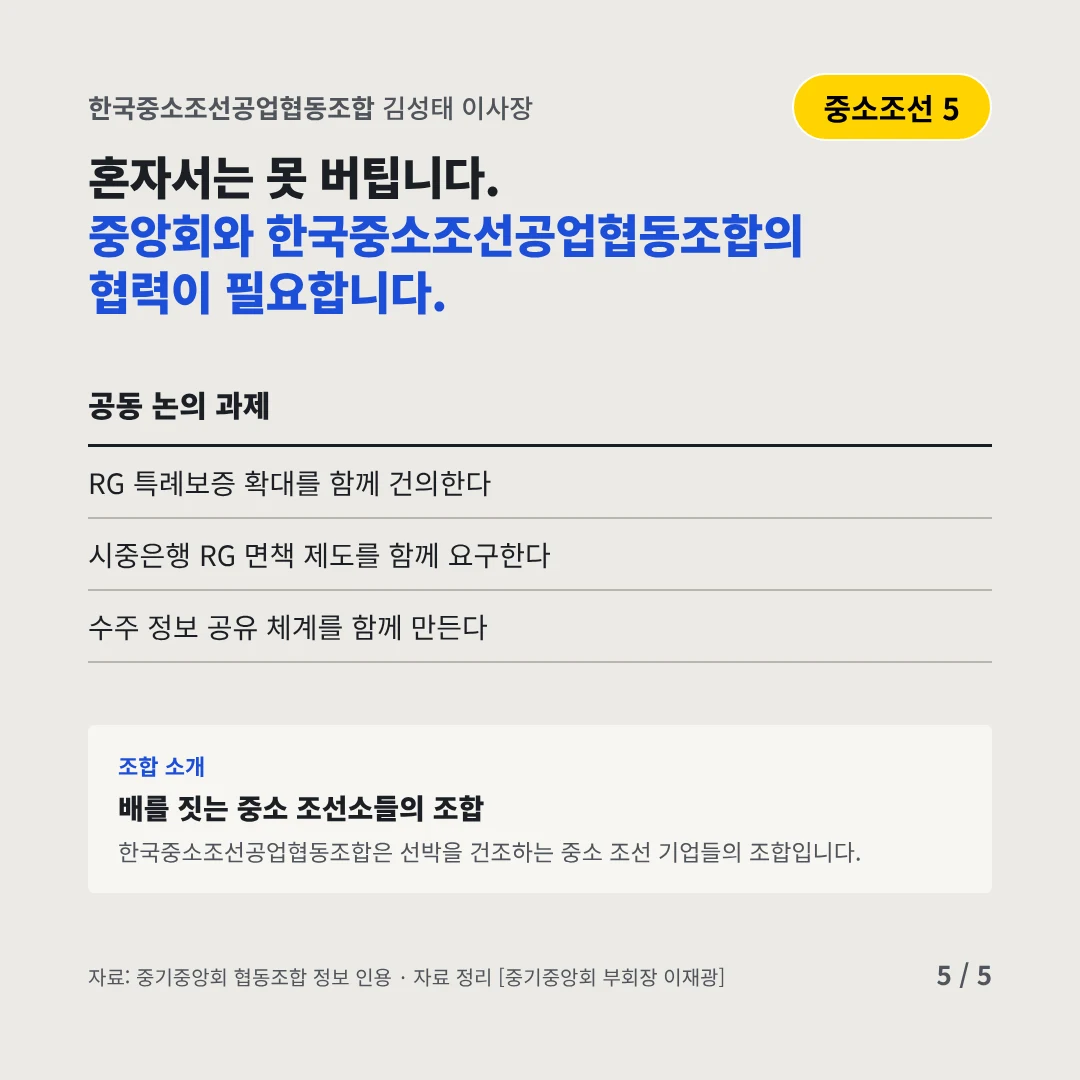 한국중소조선공업협동조합 김성태 이사장
중소조선 5
혼자서는 못 버팁니다.
중앙회와 한국중소조선공업협동조합의
협력이 필요합니다.
공동 논의 과제
RG 특례보증 확대를 함께 건의한다
시중은행 RG 면책 제도를 함께 요구한다
수주 정보 공유 체계를 함께 만든다
조합 소개
배를 짓는 중소 조선소들의 조합
한국중소조선공업협동조합은 선박을 건조하는 중소 조선 기업들의 조합입니다.
자료: 중기중앙회 협동조합 정보 인용 · 자료 정리 [중기중앙회 부회장 이재광]
5 / 5